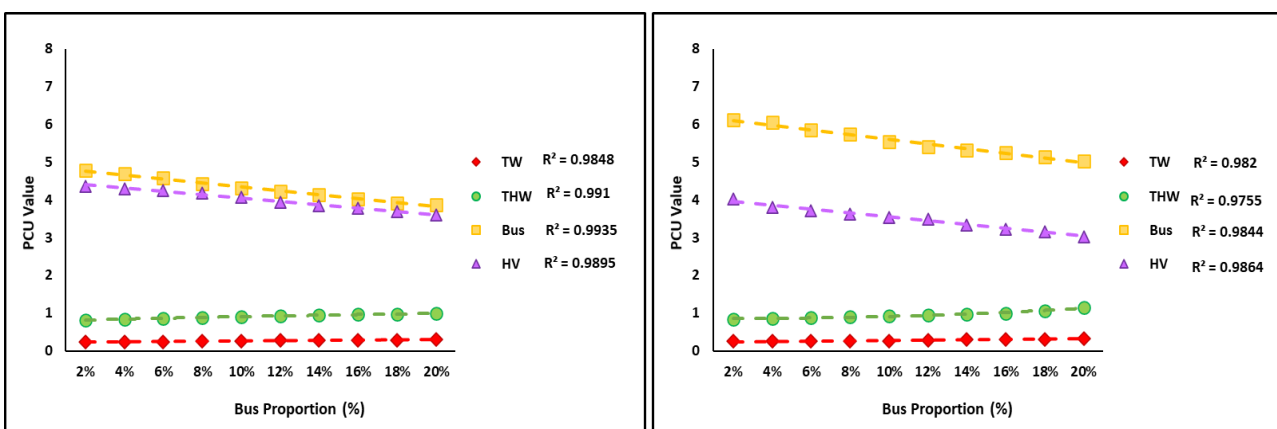 8
7
6
5
4
3
2
1
0
PCU Value
2% 4% 6% 8% 10% 12% 14% 16% 18% 20%
Bus Proportion (%)
TW R² = 0.9848
THW R² = 0.991
Bus R² = 0.9935
HV R² = 0.9895
8
7
6
5
4
3
2
1
0
PCU Value
2% 4% 6% 8% 10% 12% 14% 16% 18% 20%
Bus Proportion (%)
TW R² = 0.982
THW R² = 0.9755
Bus R² = 0.9844
HV R² = 0.9864